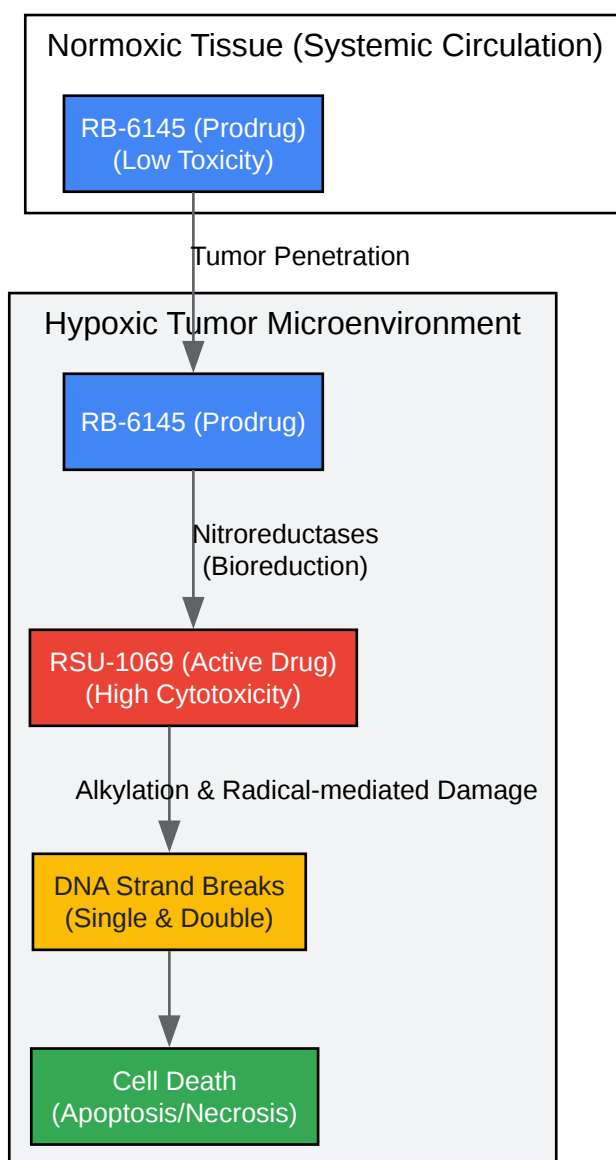 Normoxic Tissue (Systemic Circulation)
RB-6145 (Prodrug)
(Low Toxicity)
Tumor Penetration
Hypoxic Tumor Microenvironment
RB-6145 (Prodrug)
Nitroreductases
(Bioreduction)
RSU-1069 (Active Drug)
(High Cytotoxicity)
Alkylation & Radical-mediated Damage
DNA Strand Breaks
(Single & Double)
Cell Death
(Apoptosis/Necrosis)